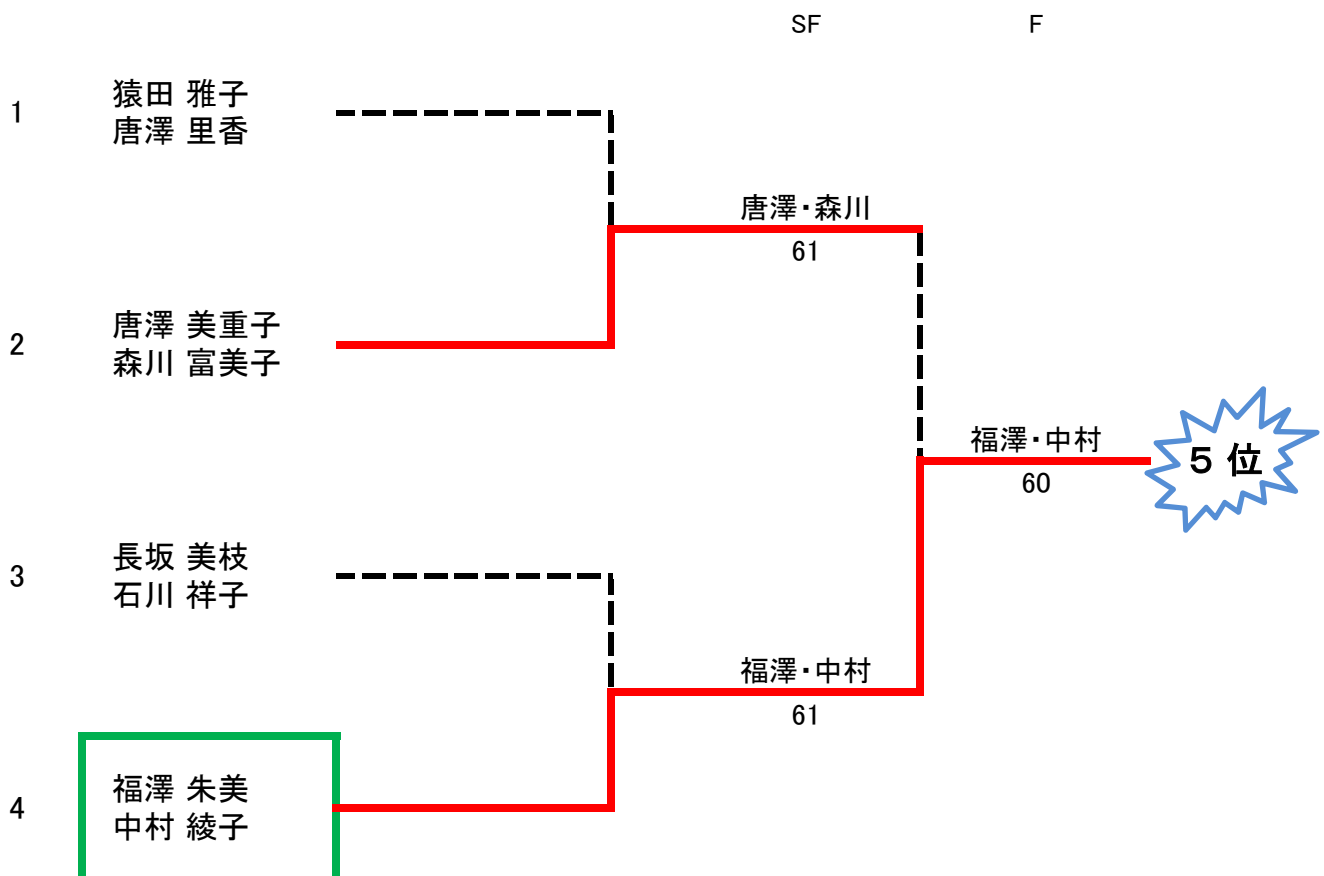 SF F
1
猿田 雅子
唐澤 里香
唐澤・森川
61
2
唐澤 美重子
森川 富美子
福澤・中村
60
5 位
3
長坂 美枝
石川 祥子
福澤・中村
61
4
福澤 朱美
中村 綾子